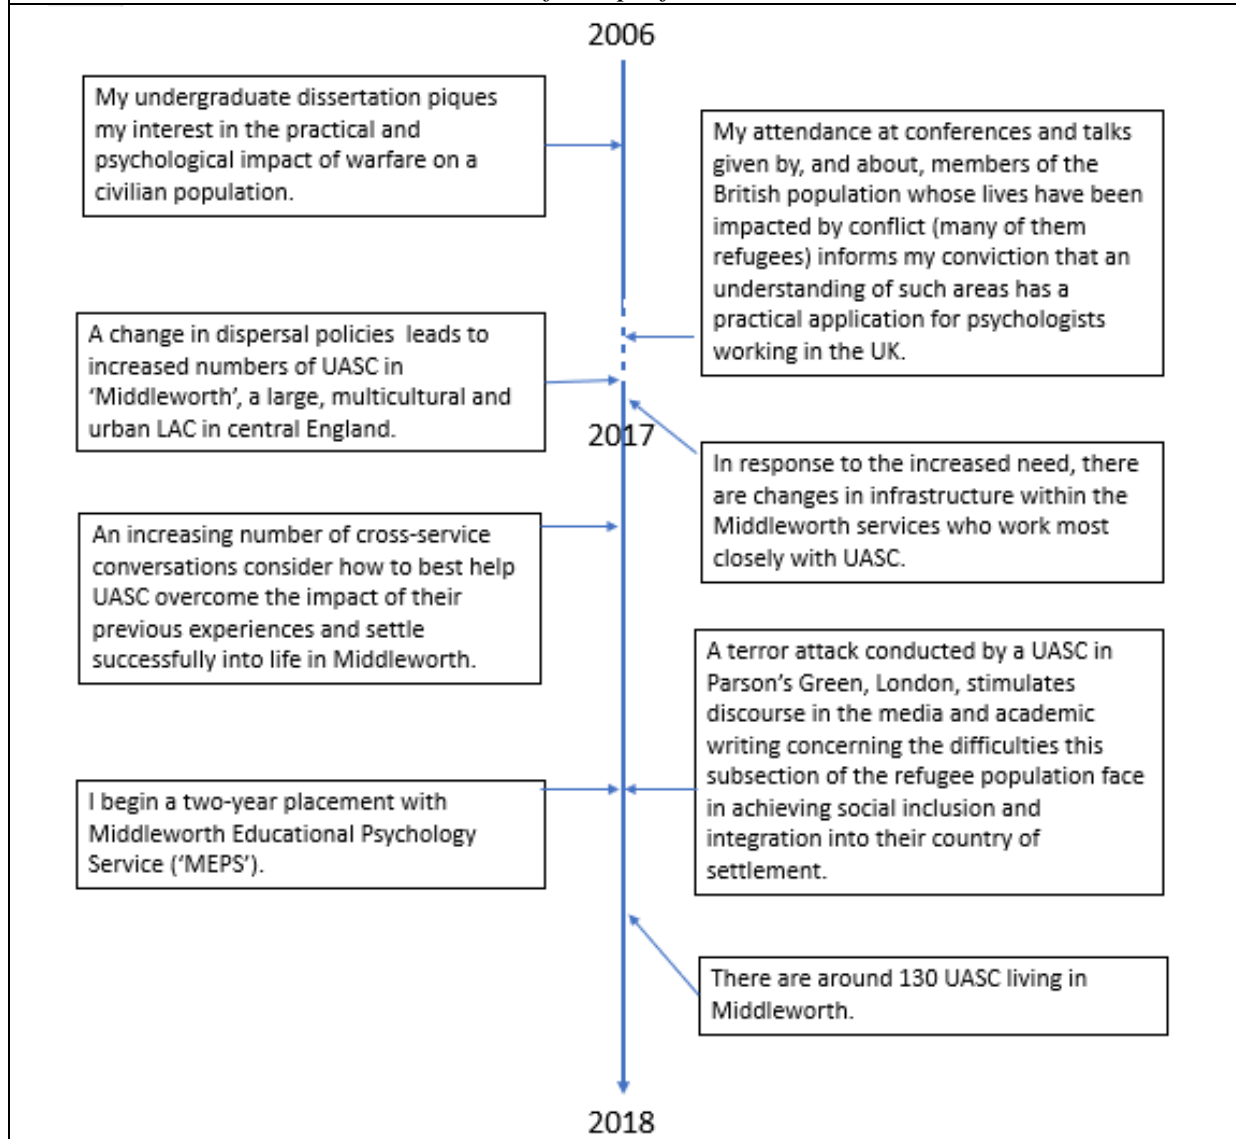 2006
My undergraduate dissertation piques
my interest in the practical and
psychological impact of warfare on a
civilian population.
My attendance at conferences and talks
given by, and about, members of the
British population whose lives have been
impacted by conflict (many of them
refugees) informs my conviction that an
understanding of such areas has a
practical application for psychologists
working in the UK.
A change in dispersal policies leads to
increased numbers of UASC in
‘Middleworth’, a large, multicultural and
urban LAC in central England.
2017
In response to the increased need, there
are changes in infrastructure within the
Middleworth services who work most
closely with UASC.
An increasing number of cross-service
conversations consider how to best help
UASC overcome the impact of their
previous experiences and settle
successfully into life in Middleworth.
A terror attack conducted by a UASC in
Parson’s Green, London, stimulates
discourse in the media and academic
writing concerning the difficulties this
subsection of the refugee population face
in achieving social inclusion and
integration into their country of
settlement.
I begin a two-year placement with
Middleworth Educational Psychology
Service (‘MEPS’).
There are around 130 UASC living in
Middleworth.
2018